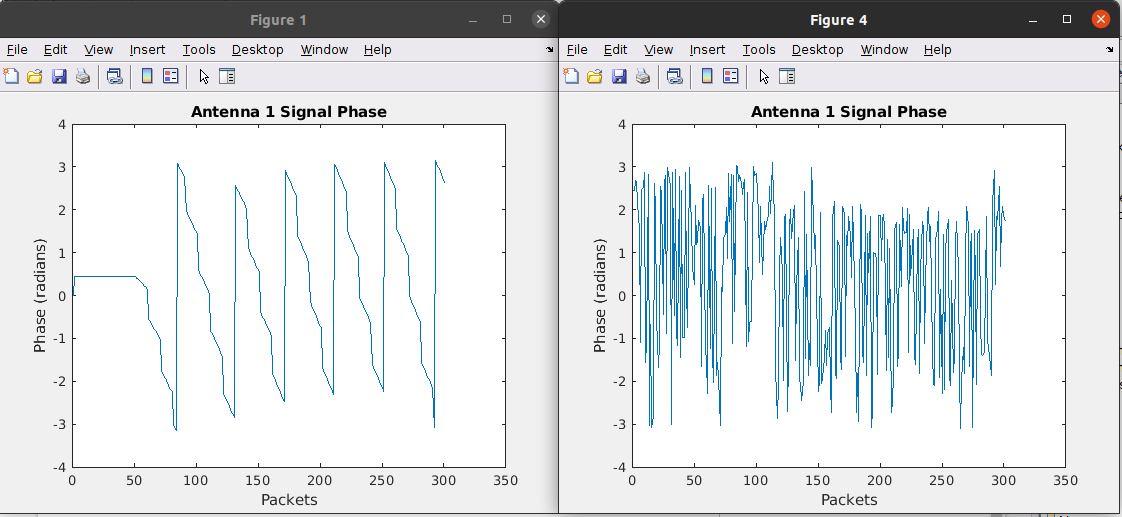 Figure 1
File Edit View Insert Tools Desktop Window Help
Antenna 1 Signal Phase
4
3
2
1
0
-1
-2
-3
-4
Phase (radians)
0 50 100 150 200 250 300 350
Packets
Figure 4
File Edit View Insert Tools Desktop Window Help
Antenna 1 Signal Phase
4
3
2
1
0
-1
-2
-3
-4
Phase (radians)
0 50 100 150 200 250 300 350
Packets